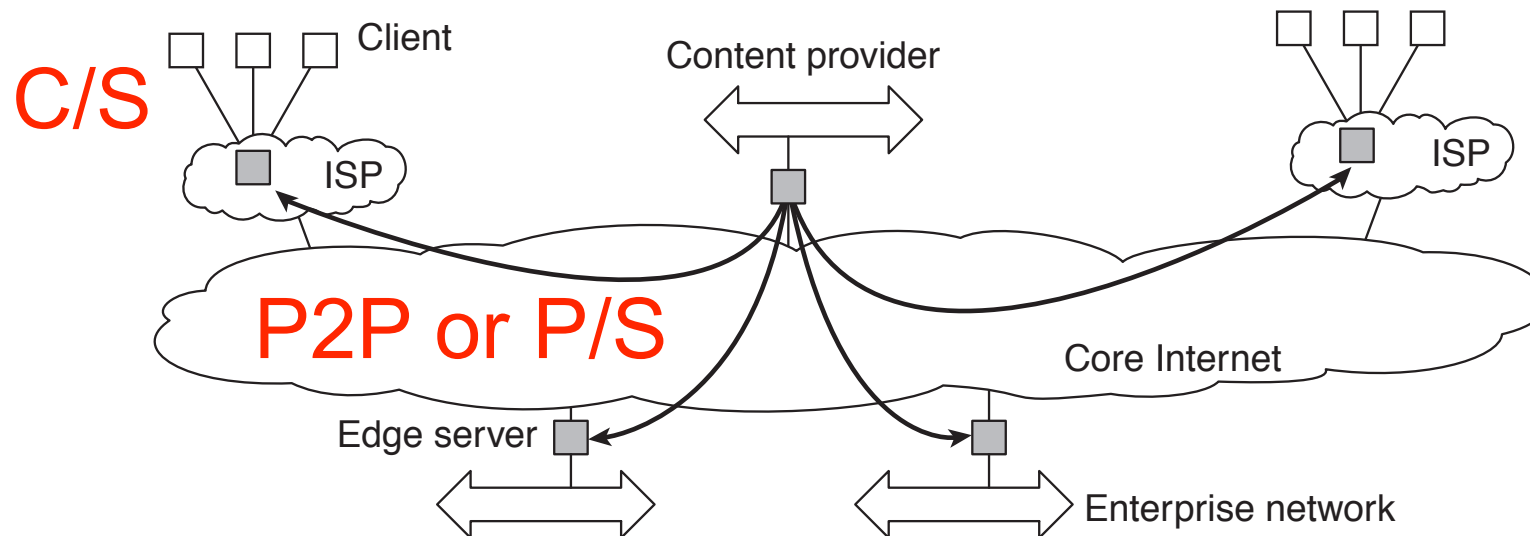 Client
C/S
Content provider
ISP
ISP
P2P or P/S
Core Internet
Edge server
Enterprise network